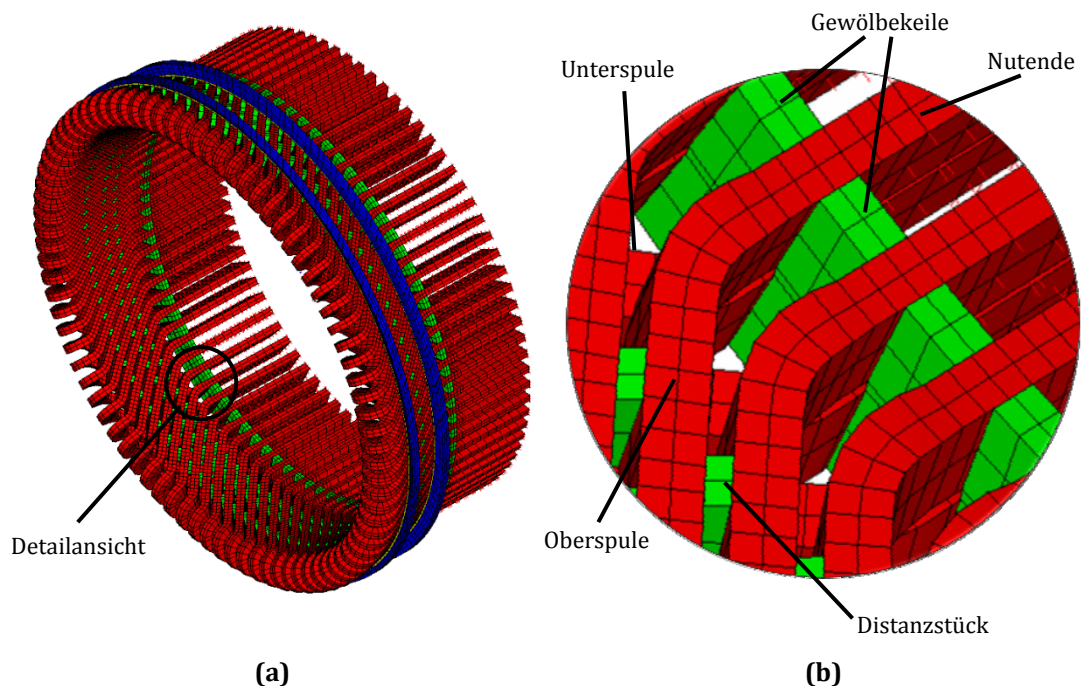 Gewölbekeile
Unterspule
Nutende
Detailansicht
Oberspule
Distanzstück
(a)
(b)